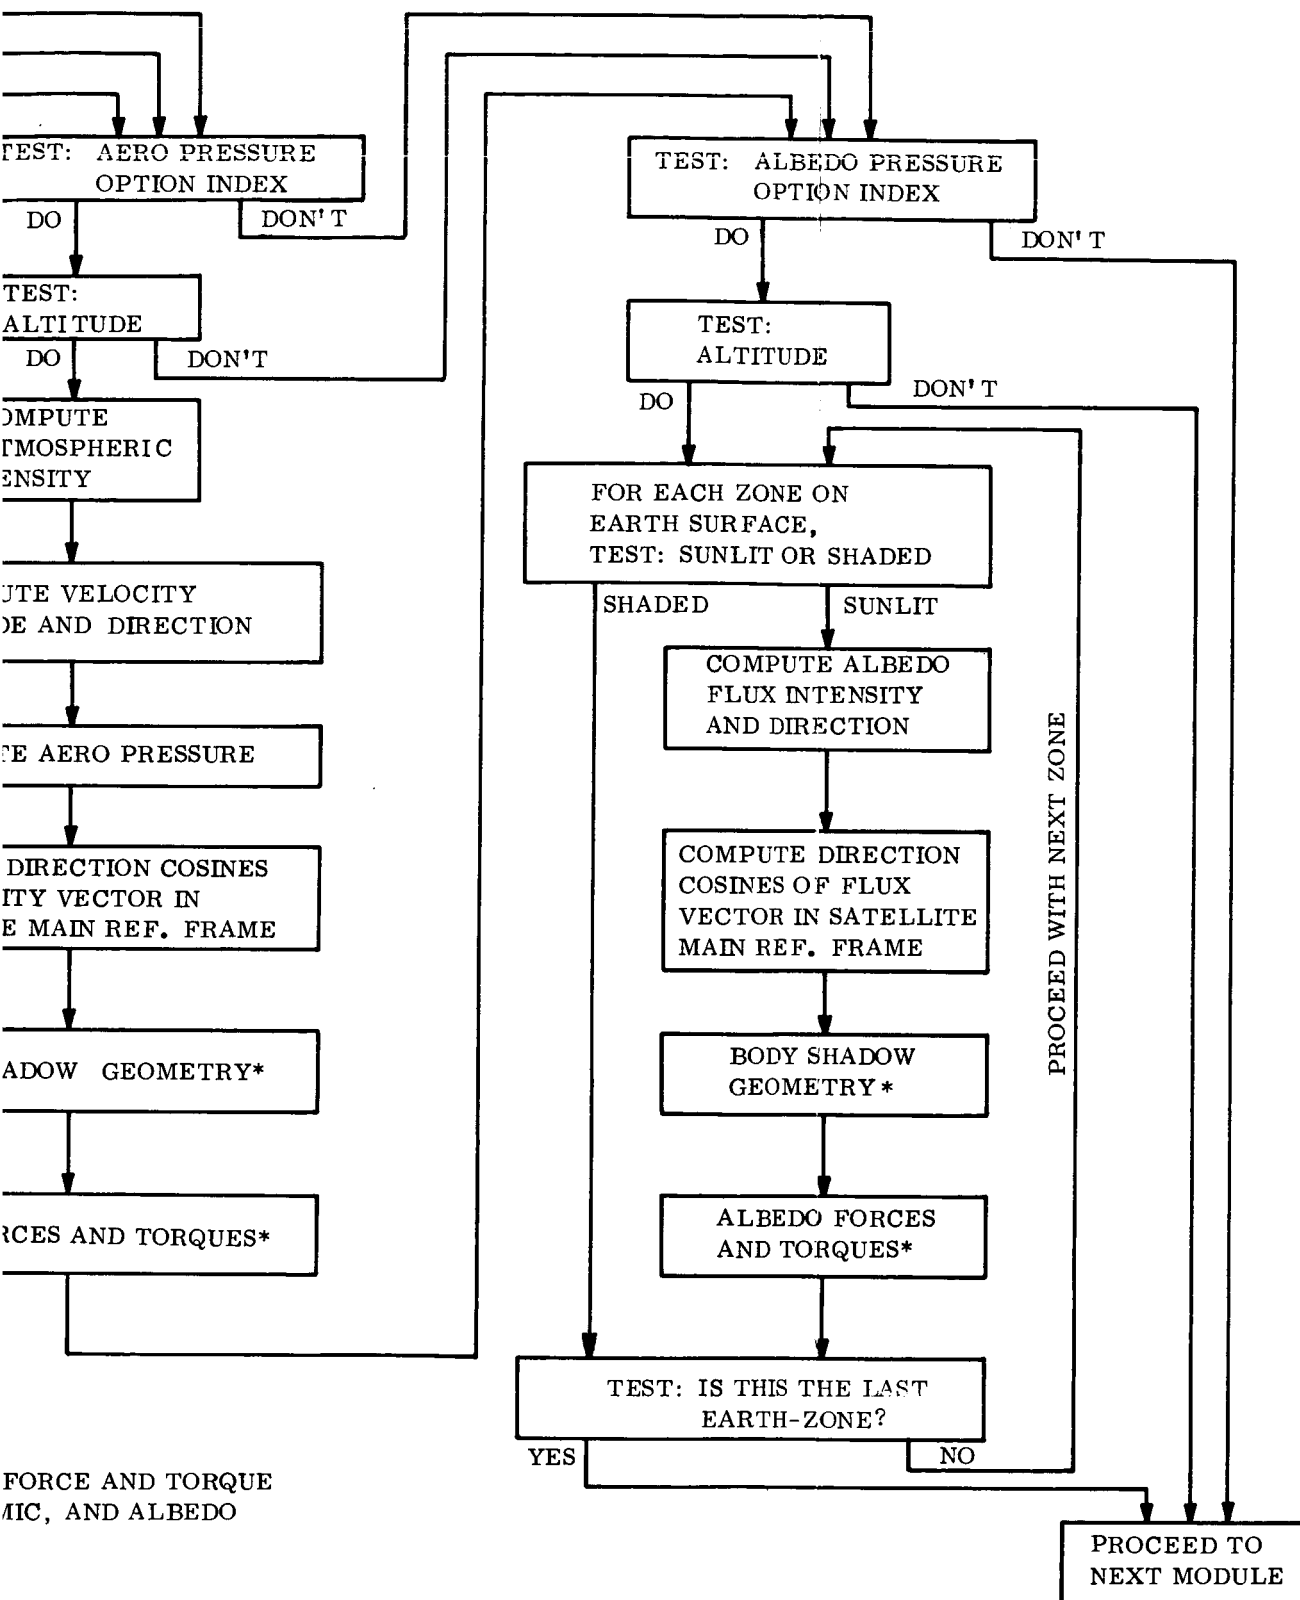 TEST: AERO PRESSURE
OPTION INDEX
DO
DON'T
TEST:
ALTITUDE
DO
DON'T
OMPUTE
TMOSPHERIC
ENSITY
UTE VELOCITY
DE AND DIRECTION
TE AERO PRESSURE
DIRECTION COSINES
ITY VECTOR IN
E MAIN REF. FRAME
ADOW GEOMETRY*
RCES AND TORQUES*
FORCE AND TORQUE
MIC, AND ALBEDO
TEST: ALBEDO PRESSURE
OPTION INDEX
DO
DON'T
TEST:
ALTITUDE
DO
DON'T
FOR EACH ZONE ON
EARTH SURFACE,
TEST: SUNLIT OR SHADED
SHADED
SUNLIT
COMPUTE ALBEDO
FLUX INTENSITY
AND DIRECTION
COMPUTE DIRECTION
COSINES OF FLUX
VECTOR IN SATELLITE
MAIN REF. FRAME
BODY SHADOW
GEOMETRY*
ALBEDO FORCES
AND TORQUES*
TEST: IS THIS THE LAST
EARTH-ZONE?
YES
NO
PROCEED WITH NEXT ZONE
PROCEED TO
NEXT MODULE